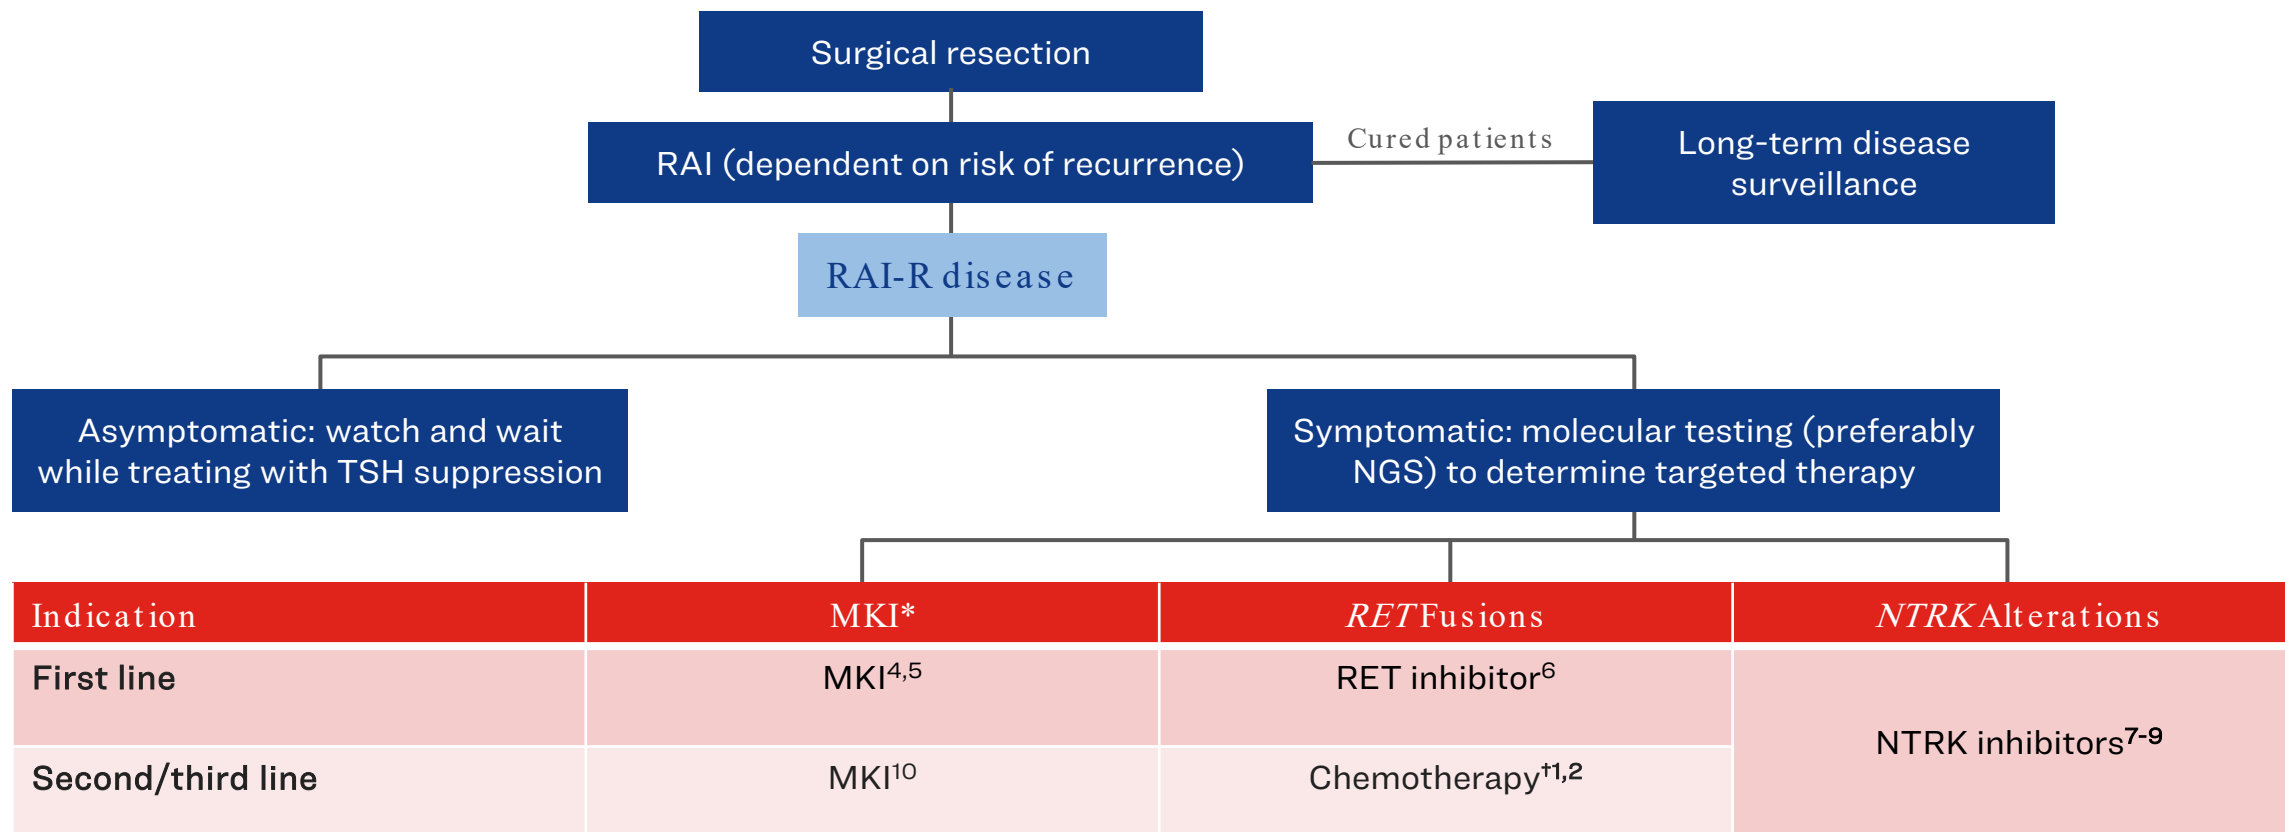 Surgical resection
RAI (dependent on risk of recurrence)
Cured patients
Long-term disease
surveillance
RAI-R disease
Asymptomatic: watch and wait
while treating with TSH suppression
Symptomatic: molecular testing (preferably
NGS) to determine targeted therapy
Indication MKI* RET Fusions NTRK Alterations
First line MKI4,5 RET inhibitor6
NTRK inhibitors7-9
Second/third line MKI10 Chemotherapy†1,2